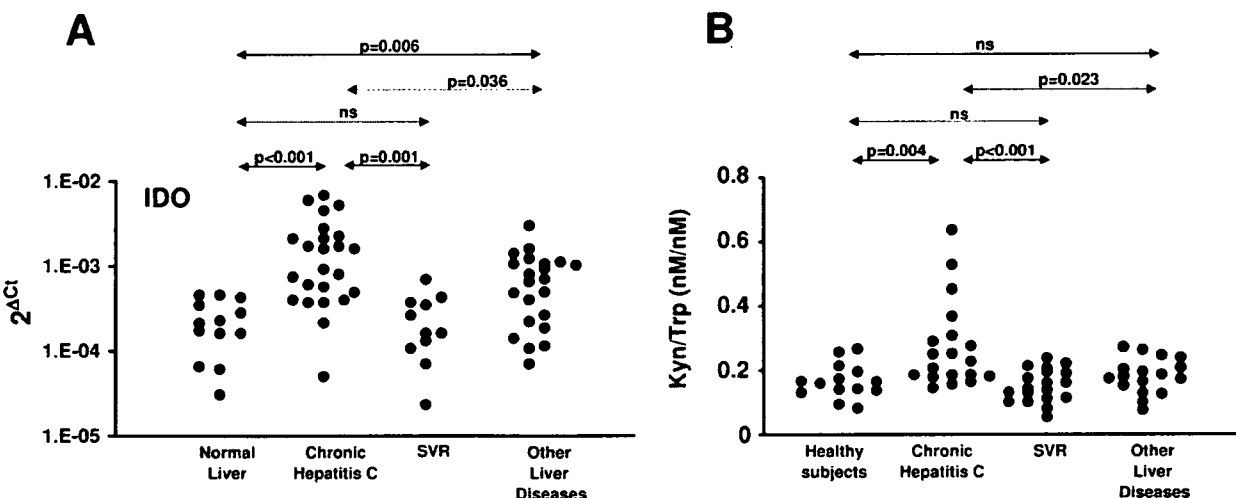 A
p=0.006
p=0.036
ns
p<0.001
p=0.001
1.E-02
IDO
1.E-03
2ΔCt
1.E-04
1.E-05
Normal
Liver
Chronic
Hepatitis C
SVR
Other
Liver
Diseases
B
ns
p=0.023
ns
p=0.004
p<0.001
0.8
0.6
0.4
0.2
0
Kyn/Trp (nM/nM)
Healthy
subjects
Chronic
Hepatitis C
SVR
Other
Liver
Diseases